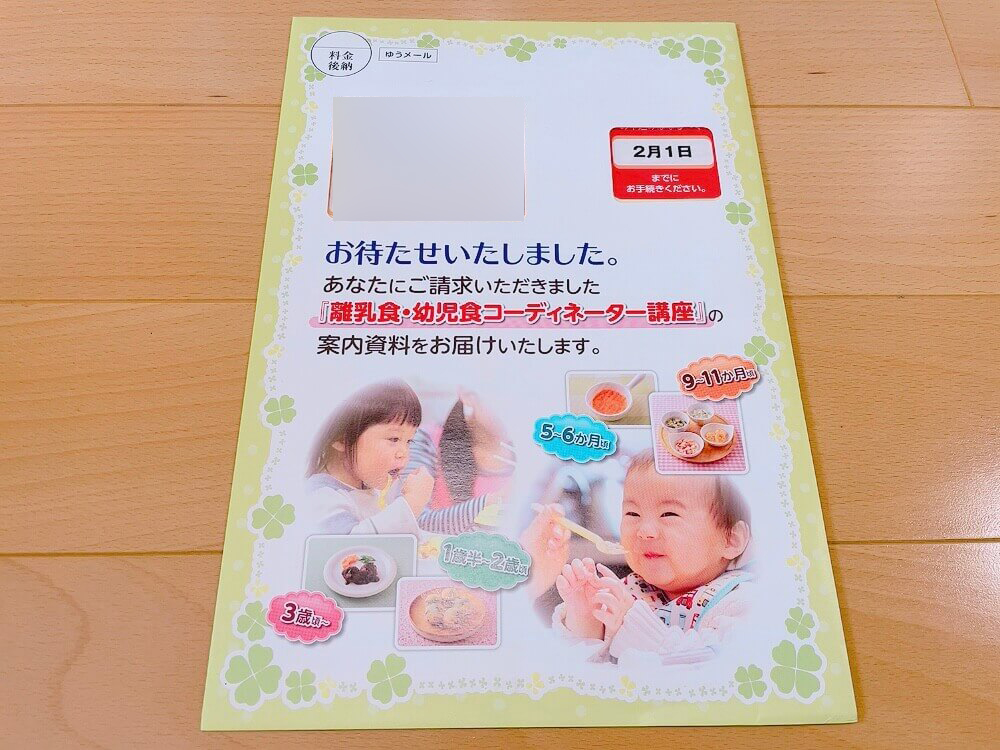 料金
後納
ゆうメール
2月1日
までに
お手続きください。
お待たせいたしました。
あなたにご請求いただきました
『離乳食・幼児食コーディネーター講座』の
案内資料をお届けいたします。
9~11か月頃
5~6か月頃
1歳半~2歳頃
3歳頃~